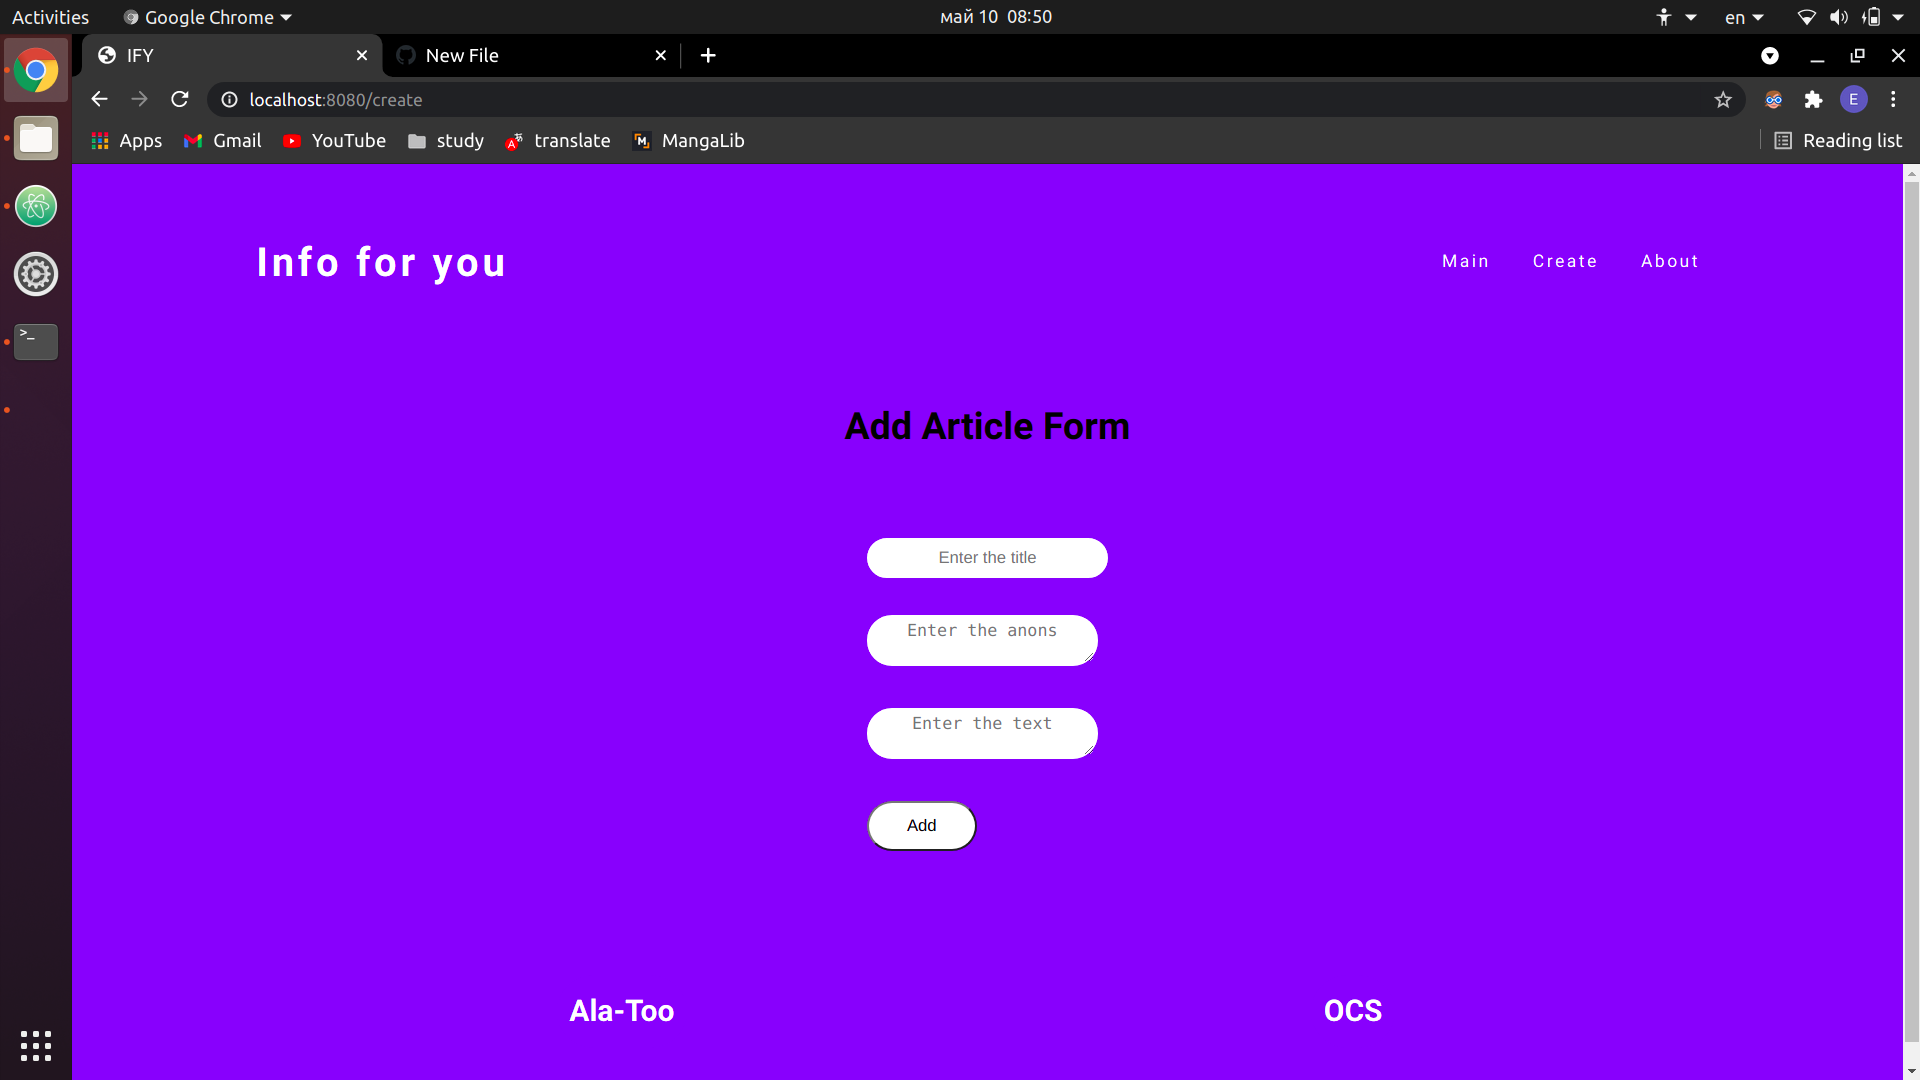 Activities Google Chrome май 10 08:50 en
IFY New File
localhost:8080/create E
Apps Gmail YouTube study translate MangaLib Reading list
Info for you Main Create About
Add Article Form
Enter the title
Enter the anons
Enter the text
Add
Ala-Too OCS